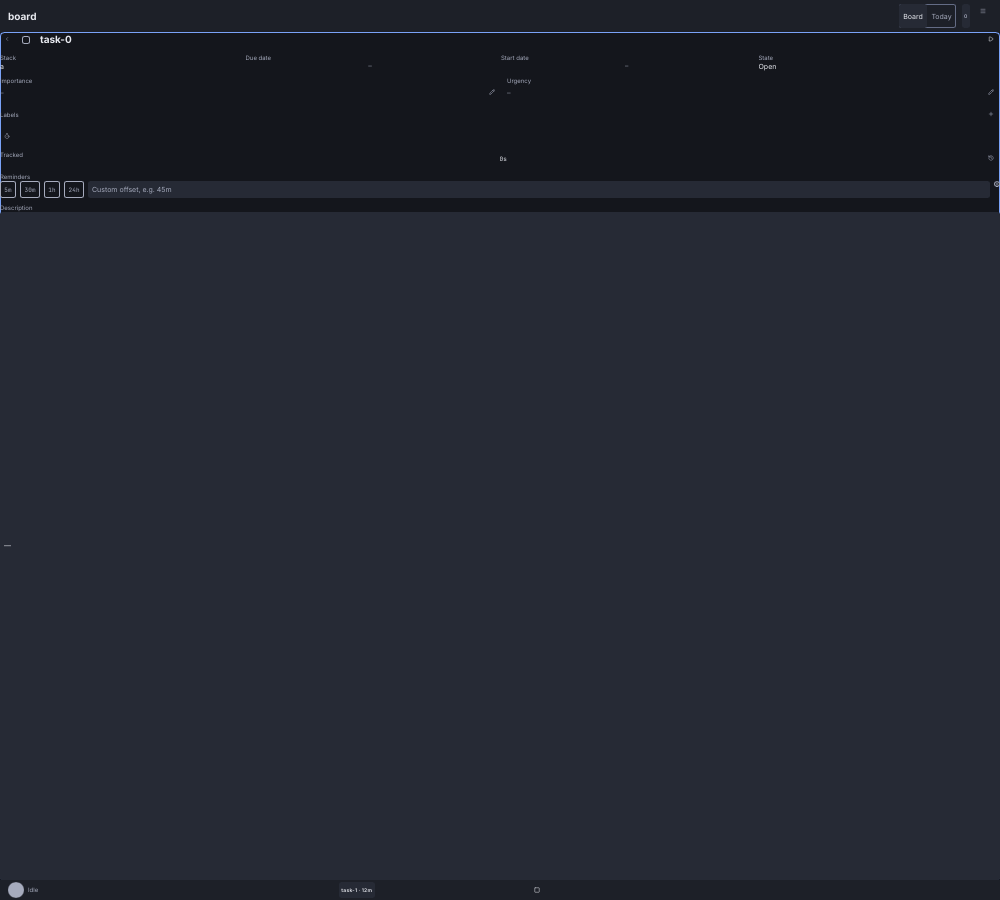 board
Board Today 0
task-0
Stack Due date Start date State
a – – Open
Importance Urgency
– –
Labels
Tracked
0s
Reminders
5m 30m 1h 24h Custom offset, e.g. 45m
Description
—
Idle task-1 · 12m